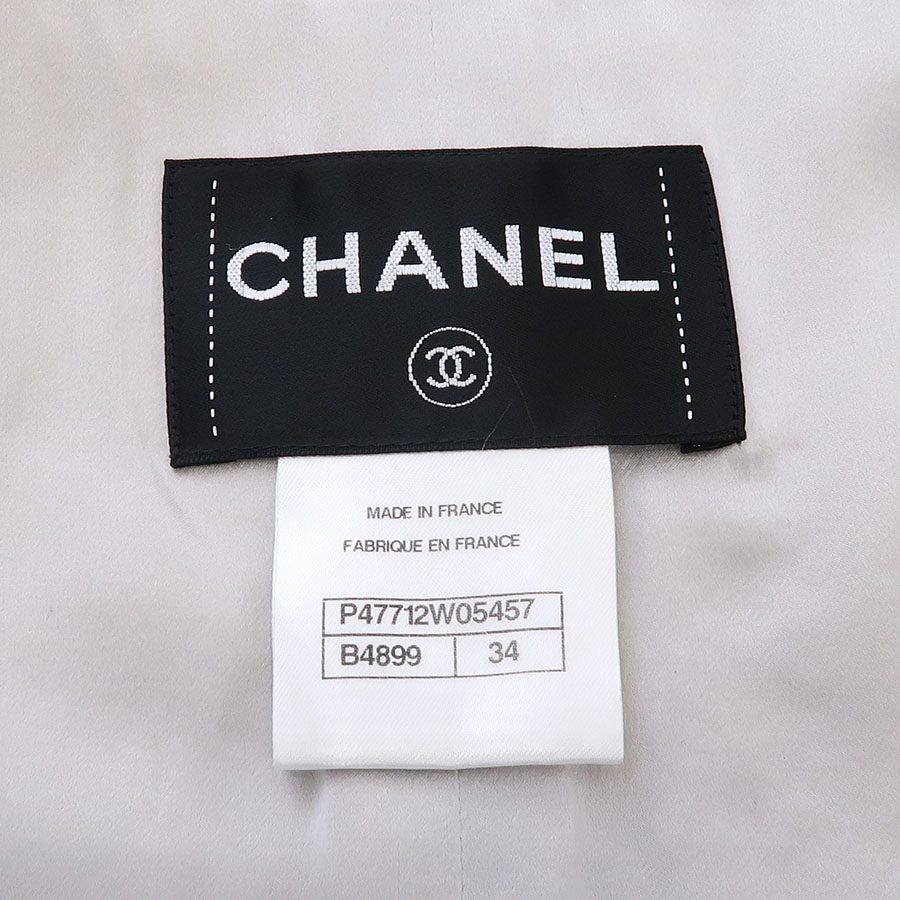 CHANEL
MADE IN FRANCE
FABRIQUE EN FRANCE
P47712W05457
B4899 34